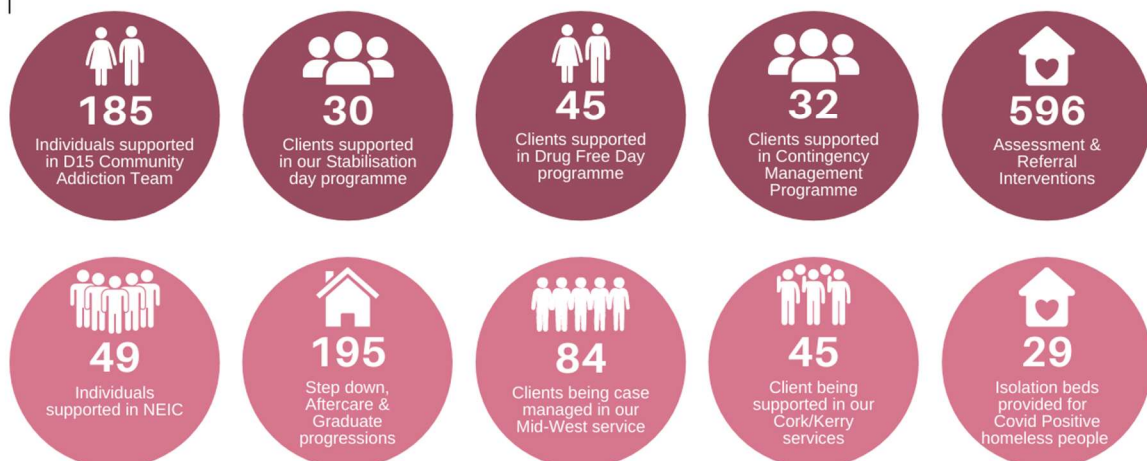 185
Individuals supported
in D15 Community
Addiction Team
30
Clients supported
in our Stabilisation
day programme
45
Clients supported
in Drug Free Day
programme
32
Clients supported
in Contingency
Management
Programme
596
Assessment &
Referral
Interventions
49
Individuals
supported in NEIC
195
Step down,
Aftercare &
Graduate
progressions
84
Clients being case
managed in our
Mid-West service
45
Client being
supported in our
Cork/Kerry
services
29
Isolation beds
provided for
Covid Positive
homeless people